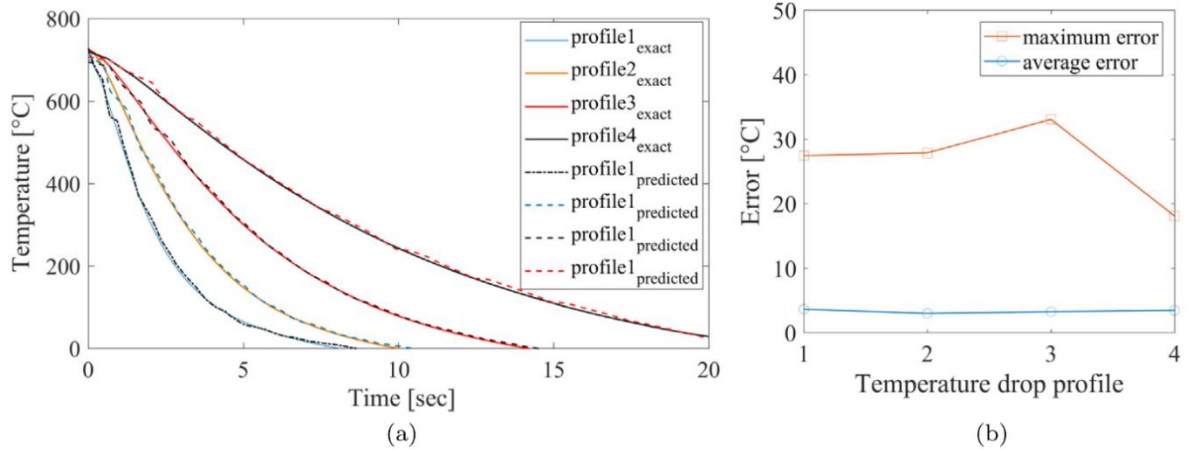 800
600
400
200
0
Temperature [°C]
0
5
10
15
20
Time [sec]
profile1exact
profile2exact
profile3exact
profile4exact
profile1predicted
profile1predicted
profile1predicted
profile1predicted
(a)
50
40
30
20
10
0
Error [°C]
1
2
3
4
Temperature drop profile
maximum error
average error
(b)